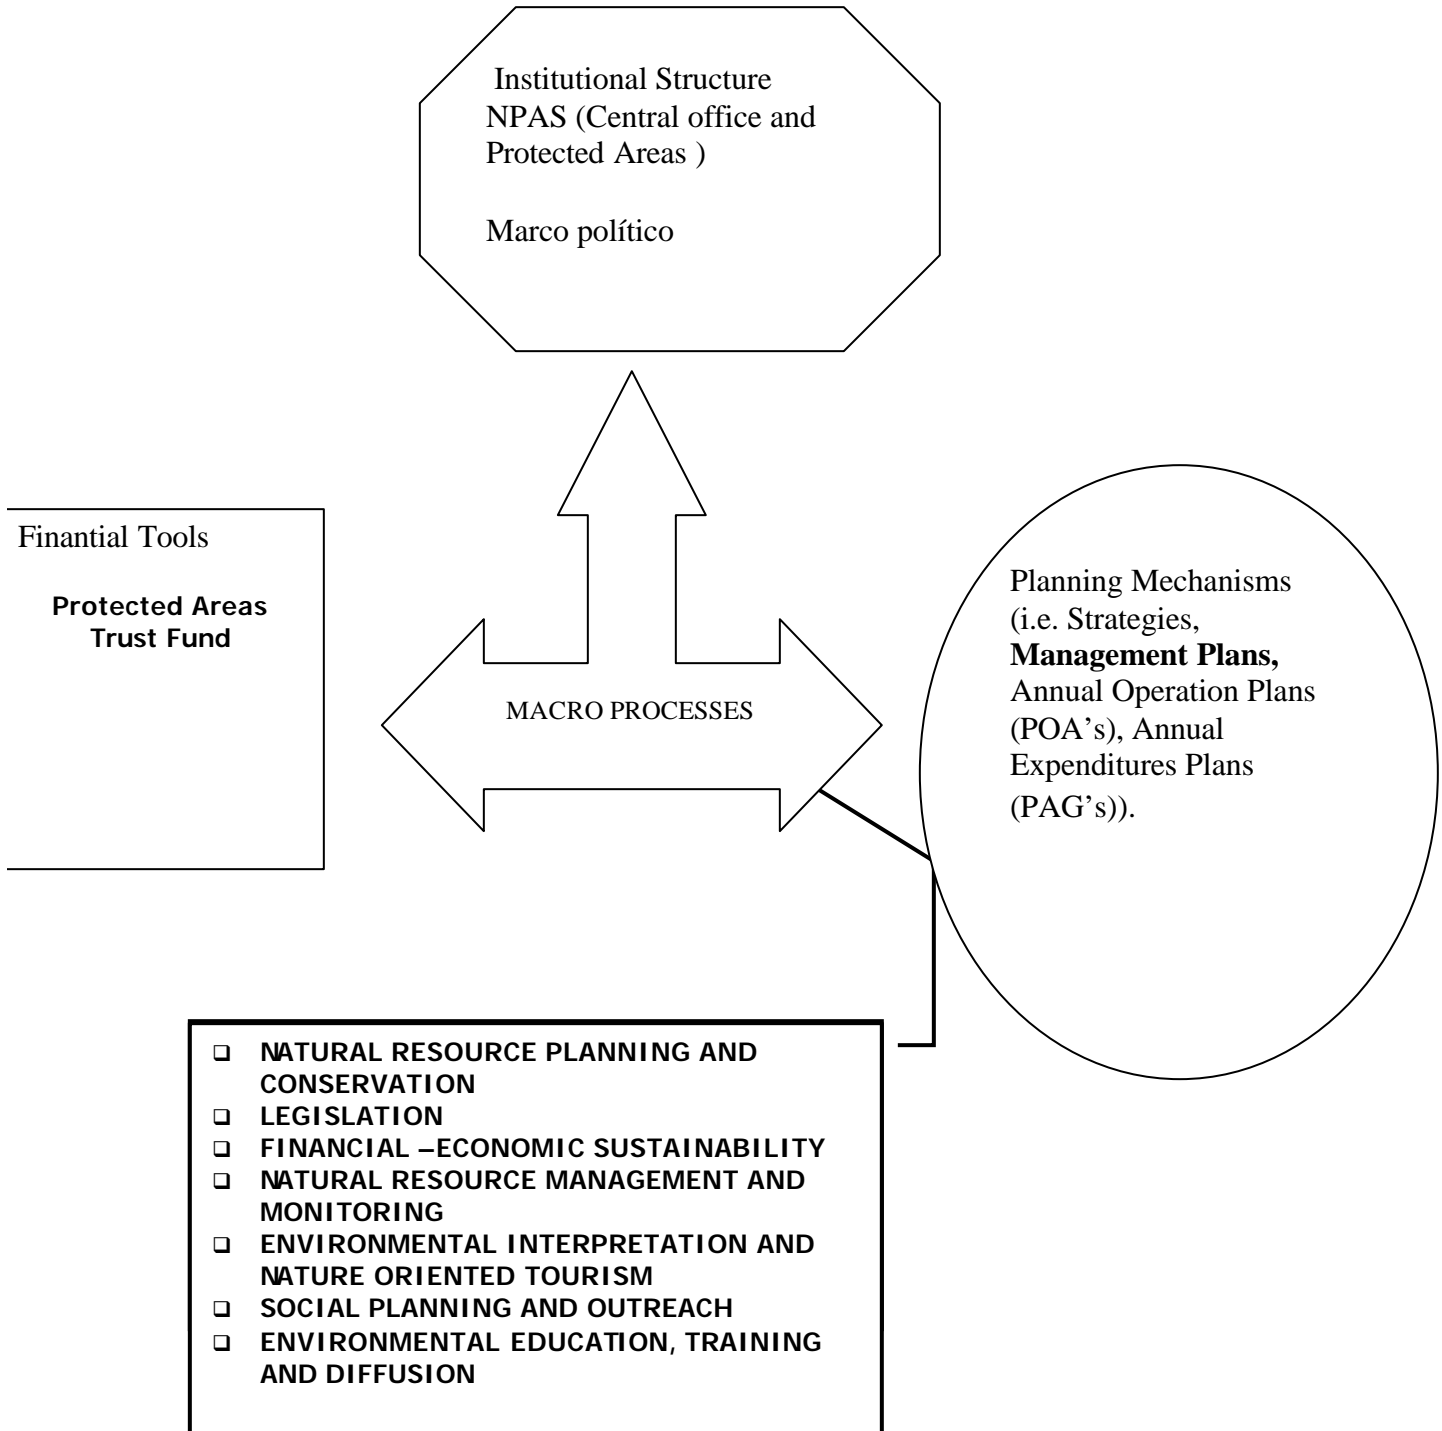 Institutional Structure
NPAS (Central office and
Protected Areas )
Marco político
Finantial Tools
Protected Areas
Trust Fund
MACRO PROCESSES
Planning Mechanisms
(i.e. Strategies,
Management Plans,
Annual Operation Plans
(POA’s), Annual
Expenditures Plans
(PAG’s)).
❑ NATURAL RESOURCE PLANNING AND
CONSERVATION
❑ LEGISLATION
❑ FINANCIAL –ECONOMIC SUSTAINABILITY
❑ NATURAL RESOURCE MANAGEMENT AND
MONITORING
❑ ENVIRONMENTAL INTERPRETATION AND
NATURE ORIENTED TOURISM
❑ SOCIAL PLANNING AND OUTREACH
❑ ENVIRONMENTAL EDUCATION, TRAINING
AND DIFFUSION